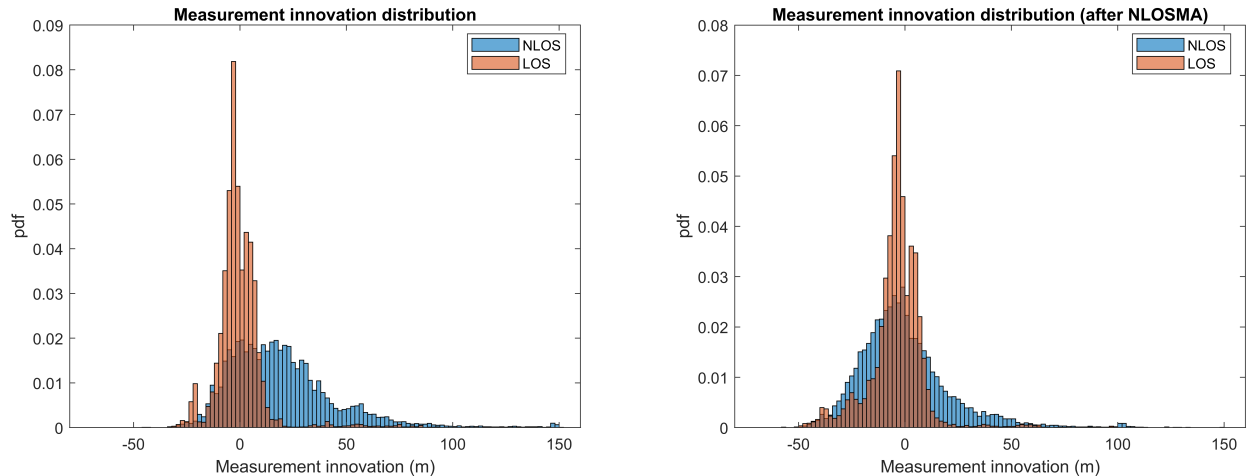 Measurement innovation distribution
0.09
0.08
0.07
0.06
0.05
0.04
0.03
0.02
0.01
0
pdf
NLOS
LOS
-50 0 50 100 150
Measurement innovation (m)
Measurement innovation distribution (after NLOSMA)
0.08
0.07
0.06
0.05
0.04
0.03
0.02
0.01
0
pdf
NLOS
LOS
-50 0 50 100 150
Measurement innovation (m)